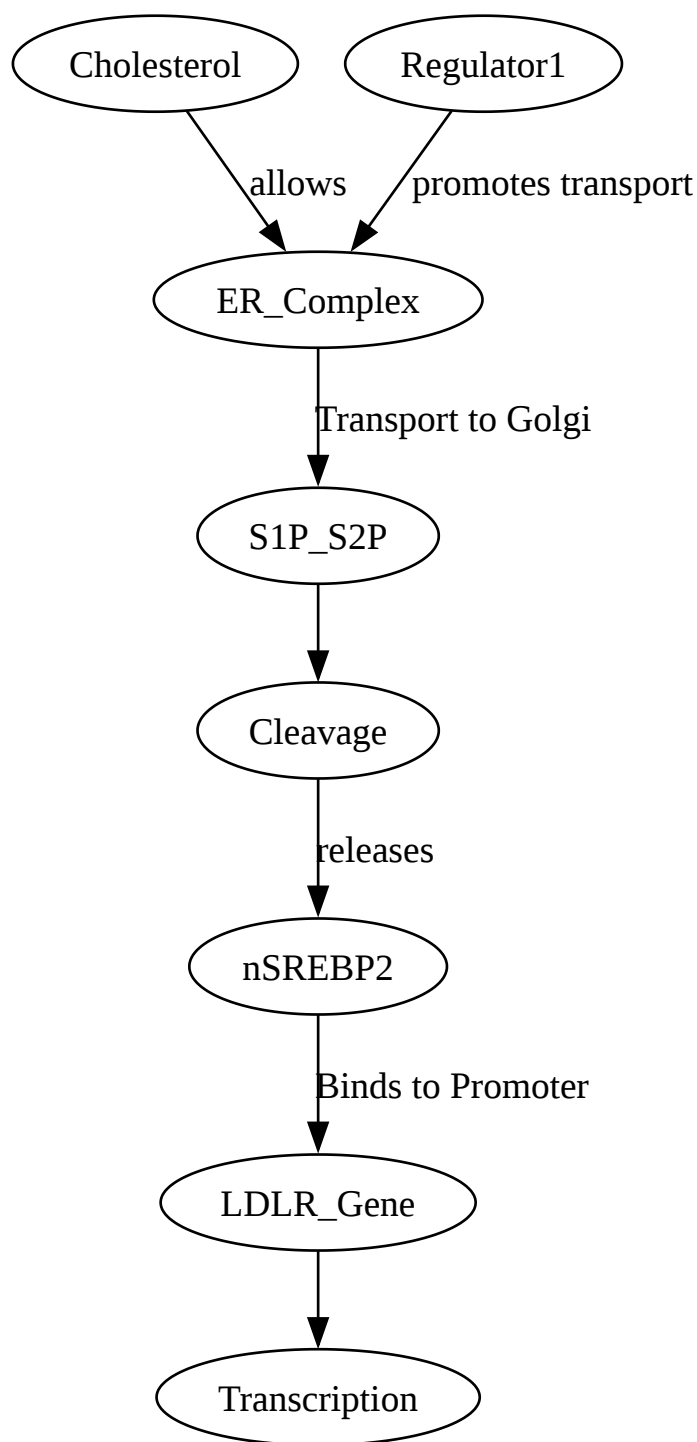 Cholesterol
Regulator1
allows
promotes transport
ER_Complex
Transport to Golgi
S1P_S2P
Cleavage
releases
nSREBP2
Binds to Promoter
LDLR_Gene
Transcription